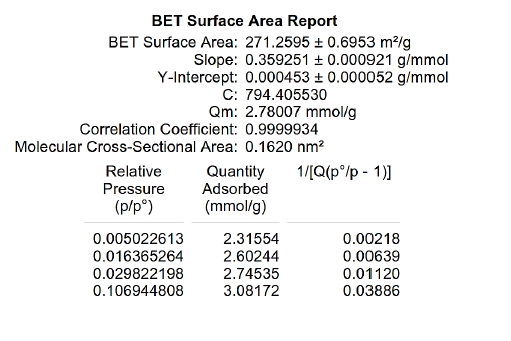 BET Surface Area Report
BET Surface Area: 271.2595 ± 0.6953 m²/g
Slope: 0.359251 ± 0.000921 g/mmol
Y-Intercept: 0.000453 ± 0.000052 g/mmol
C: 794.405530
Qm: 2.78007 mmol/g
Correlation Coefficient: 0.9999934
Molecular Cross-Sectional Area: 0.1620 nm²
Relative Quantity 1/[Q(p°/p - 1)]
Pressure Adsorbed
(p/p°) (mmol/g)
0.005022613 2.31554 0.00218
0.016365264 2.60244 0.00639
0.029822198 2.74535 0.01120
0.106944808 3.08172 0.03886